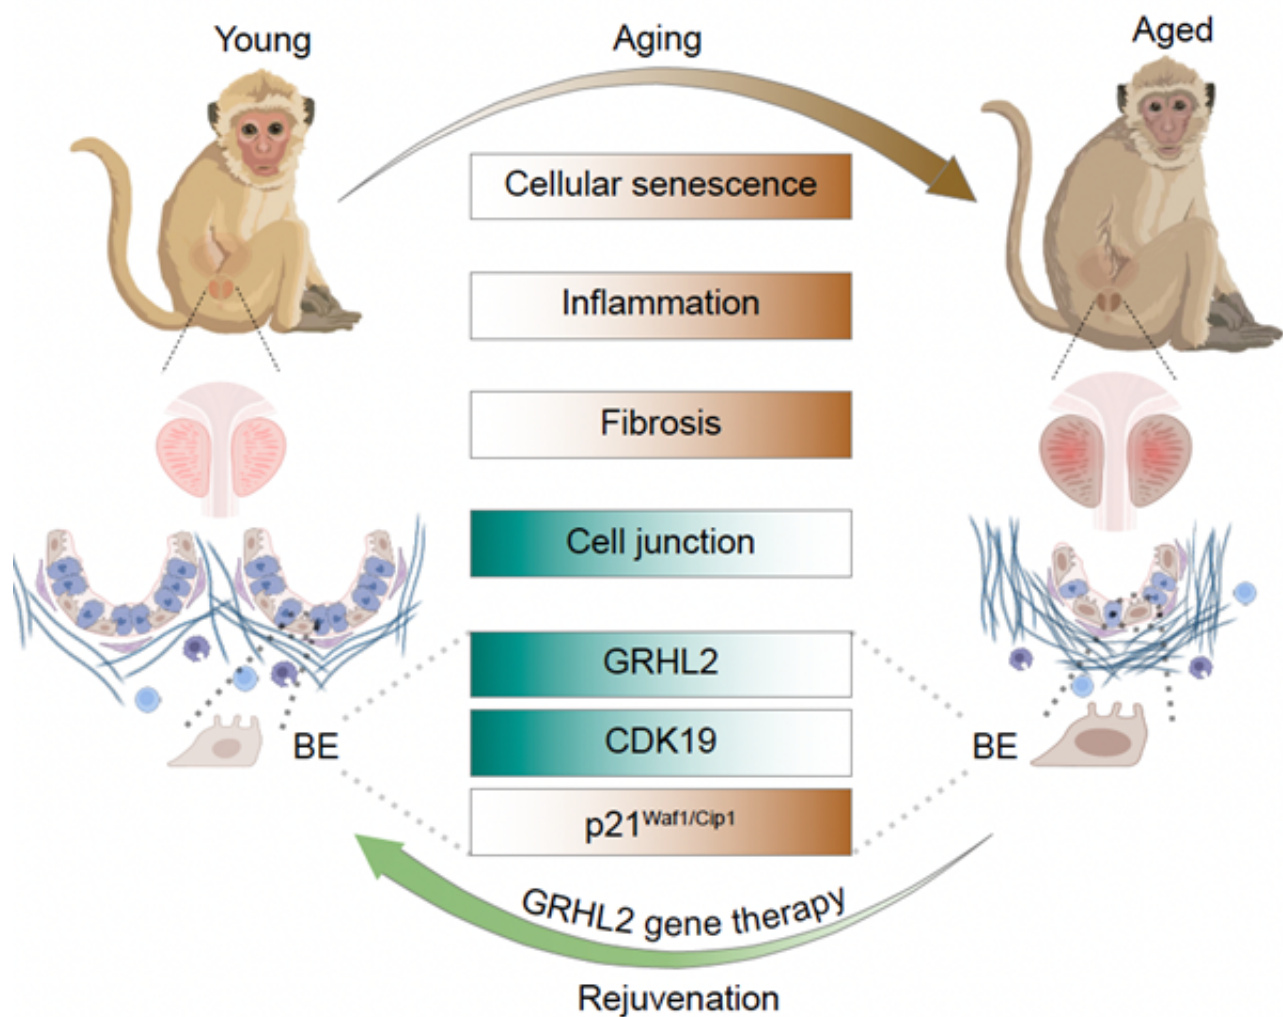 Young
Aging
Aged
Cellular senescence
Inflammation
Fibrosis
Cell junction
GRHL2
CDK19
BE
BE
p21Waf1/Cip1
GRHL2 gene therapy
Rejuvenation